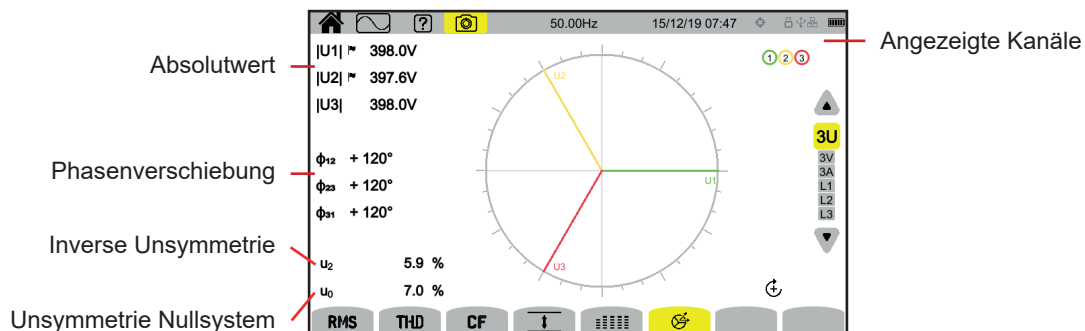 50.00Hz 15/12/19 07:47
?
Absolutwert
|U1| 398.0V
|U2| 397.6V
|U3| 398.0V
Phasenverschiebung
ϕ₁₂ + 120°
ϕ₂₃ + 120°
ϕ₃₁ + 120°
Inverse Unsymmetrie
u₂ 5.9 %
Unsymmetrie Nullsystem
u₀ 7.0 %
U2
U1
U3
Angezeigte Kanäle
1 2 3
3U
3V
3A
L1
L2
L3
+
RMS THD CF